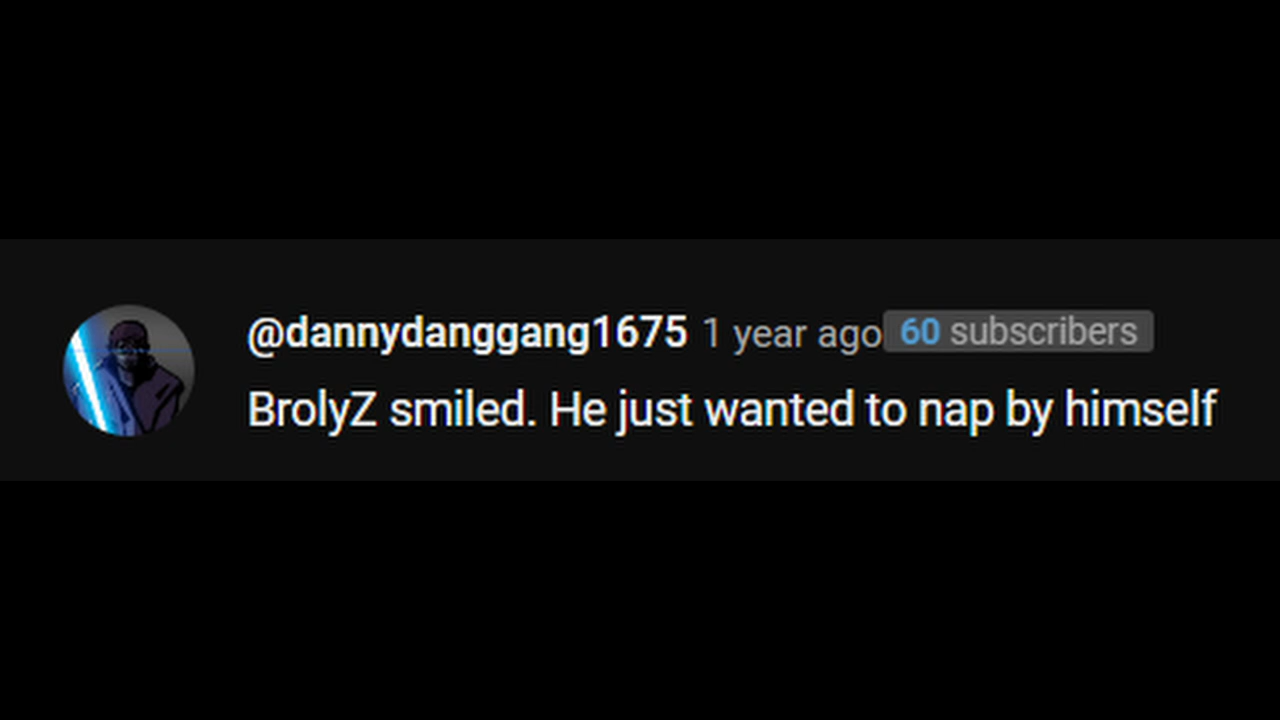 @dannydanggang1675 1 year ago 60 subscribers
BrolyZ smiled. He just wanted to nap by himself